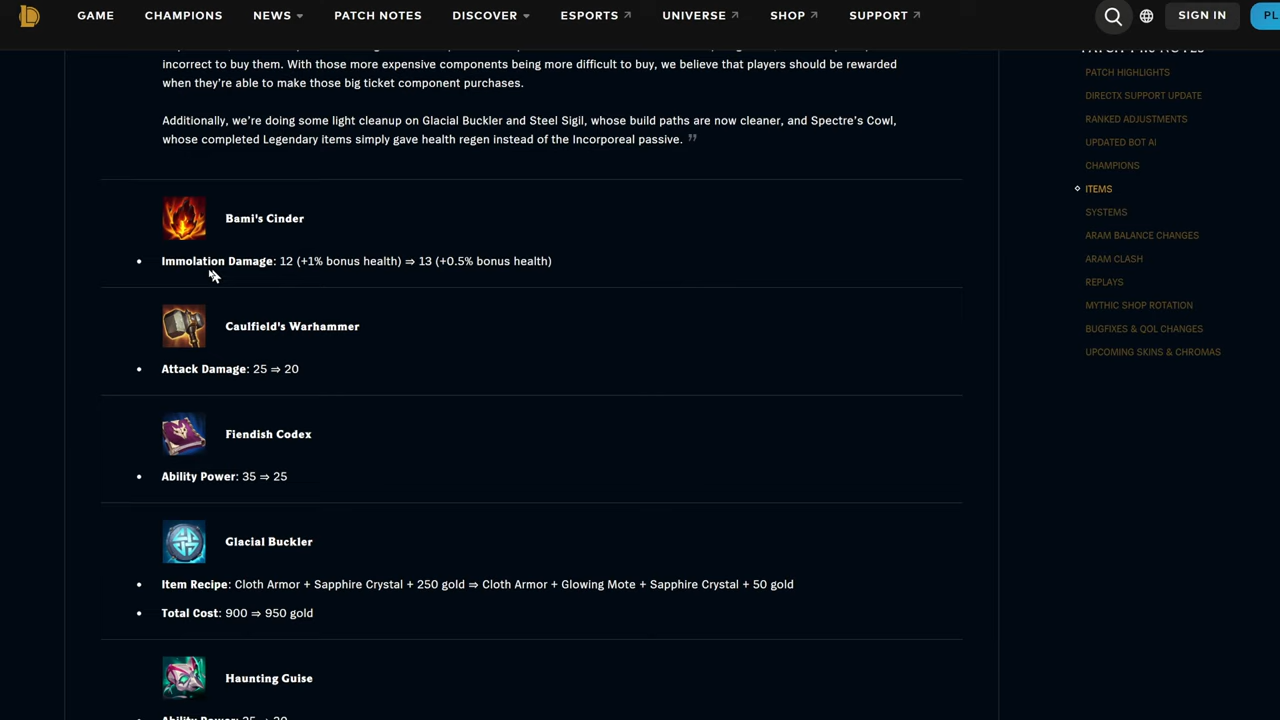 GAME
CHAMPIONS
NEWS
PATCH NOTES
DISCOVER
ESPORTS
UNIVERSE
SHOP
SUPPORT
SIGN IN
PL
incorrect to buy them. With those more expensive components being more difficult to buy, we believe that players should be rewarded
when they're able to make those big ticket component purchases.
Additionally, we're doing some light cleanup on Glacial Buckler and Steel Sigil, whose build paths are now cleaner, and Spectre's Cowl,
whose completed Legendary items simply gave health regen instead of the Incorporeal passive. ”
Bami's Cinder
• Immolation Damage: 12 (+1% bonus health) ⇒ 13 (+0.5% bonus health)
Caulfield's Warhammer
• Attack Damage: 25 ⇒ 20
Fiendish Codex
• Ability Power: 35 ⇒ 25
Glacial Buckler
• Item Recipe: Cloth Armor + Sapphire Crystal + 250 gold ⇒ Cloth Armor + Glowing Mote + Sapphire Crystal + 50 gold
• Total Cost: 900 ⇒ 950 gold
Haunting Guise
Ability Power:
PATCH HIGHLIGHTS
DIRECTX SUPPORT UPDATE
RANKED ADJUSTMENTS
UPDATED BOT AI
CHAMPIONS
ITEMS
SYSTEMS
ARAM BALANCE CHANGES
ARAM CLASH
REPLAYS
MYTHIC SHOP ROTATION
BUGFIXES & QOL CHANGES
UPCOMING SKINS & CHROMAS